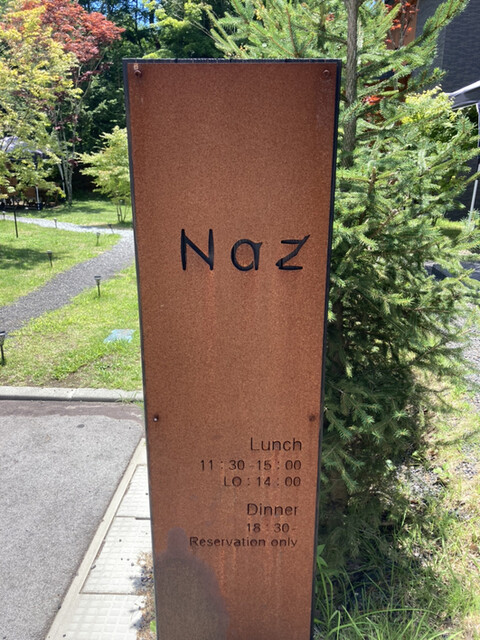 Naz
Lunch
11:30-15:00
LO:14:00
Dinner
18:30-
Reservation only